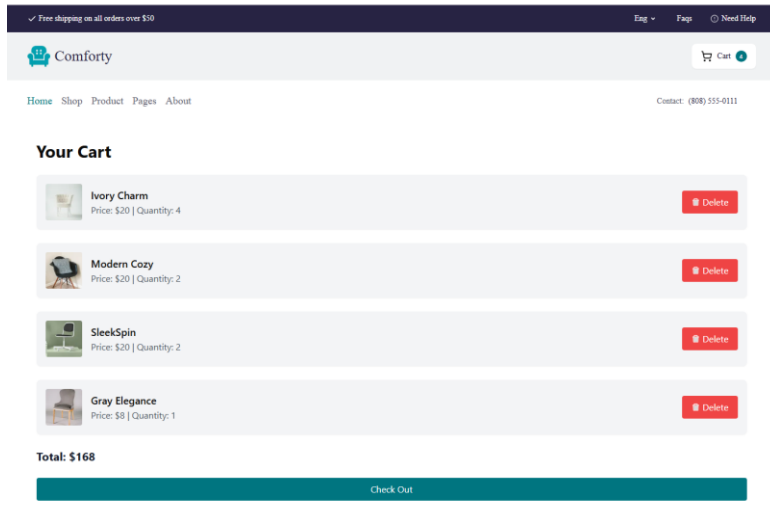 ✓ Free shipping on all orders over $50
Eng Faqs Need Help
Comforty
Cart 4
Home Shop Product Pages About
Contact: (808) 555-0111
Your Cart
Ivory Charm
Price: $20 | Quantity: 4
Delete
Modern Cozy
Price: $20 | Quantity: 2
Delete
SleekSpin
Price: $20 | Quantity: 2
Delete
Gray Elegance
Price: $8 | Quantity: 1
Delete
Total: $168
Check Out